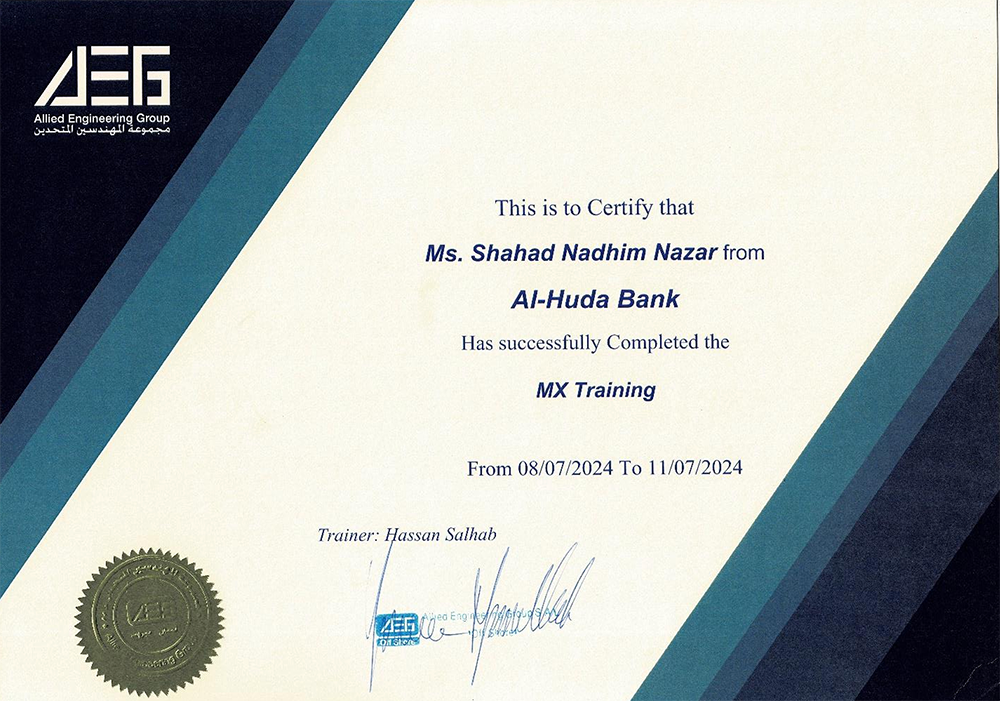 AEG
Allied Engineering Group
مجموعة المهندسين المتحدين
This is to Certify that
Ms. Shahad Nadhim Nazar from
Al-Huda Bank
Has successfully Completed the
MX Training
From 08/07/2024 To 11/07/2024
Trainer: Hassan Salhab
AEG
Allied Engineering Group S.A.L
Off Shore
AEG